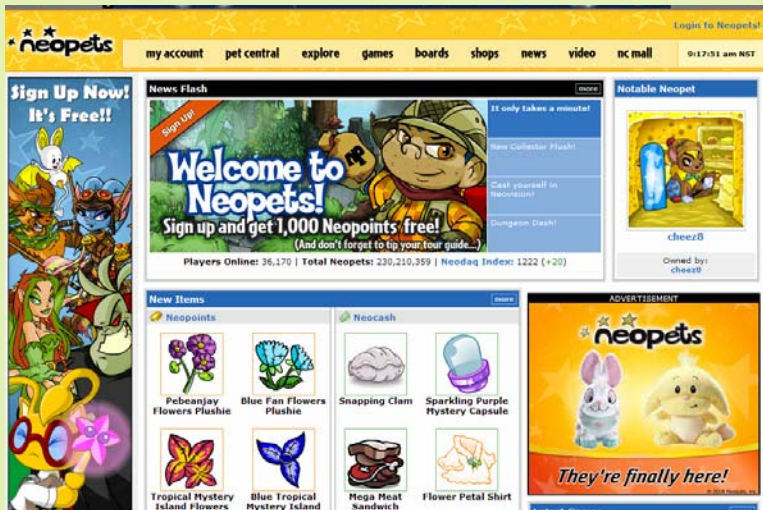 neopets
Login to Neopets!
my account pet central explore games boards shops news video nc mall 9:17:51 am NST
Sign Up Now!
It's Free!!
News Flash more
Sign Up!
np
Welcome to
Neopets!
Sign up and get 1,000 Neopoints free!
(And don't forget to tip your tour guide...)
It only takes a minute!
New Collector Plush!
Cast yourself in
Neovision!
Dungeon Dash!
Players Online: 36,170 | Total Neopets: 230,210,359 | Neodaq Index: 1222 (+20)
Notable Neopet
cheez8
Owned by:
cheez8
New Items more
Neopoints
Neocash
Pebeanjay
Flowers Plushie
Blue Fan Flowers
Plushie
Snapping Clam
Sparkling Purple
Mystery Capsule
Tropical Mystery
Island Flowers
Blue Tropical
Mystery Island
Mega Meat
Sandwich
Flower Petal Shirt
ADVERTISEMENT
neopets
They're finally here!